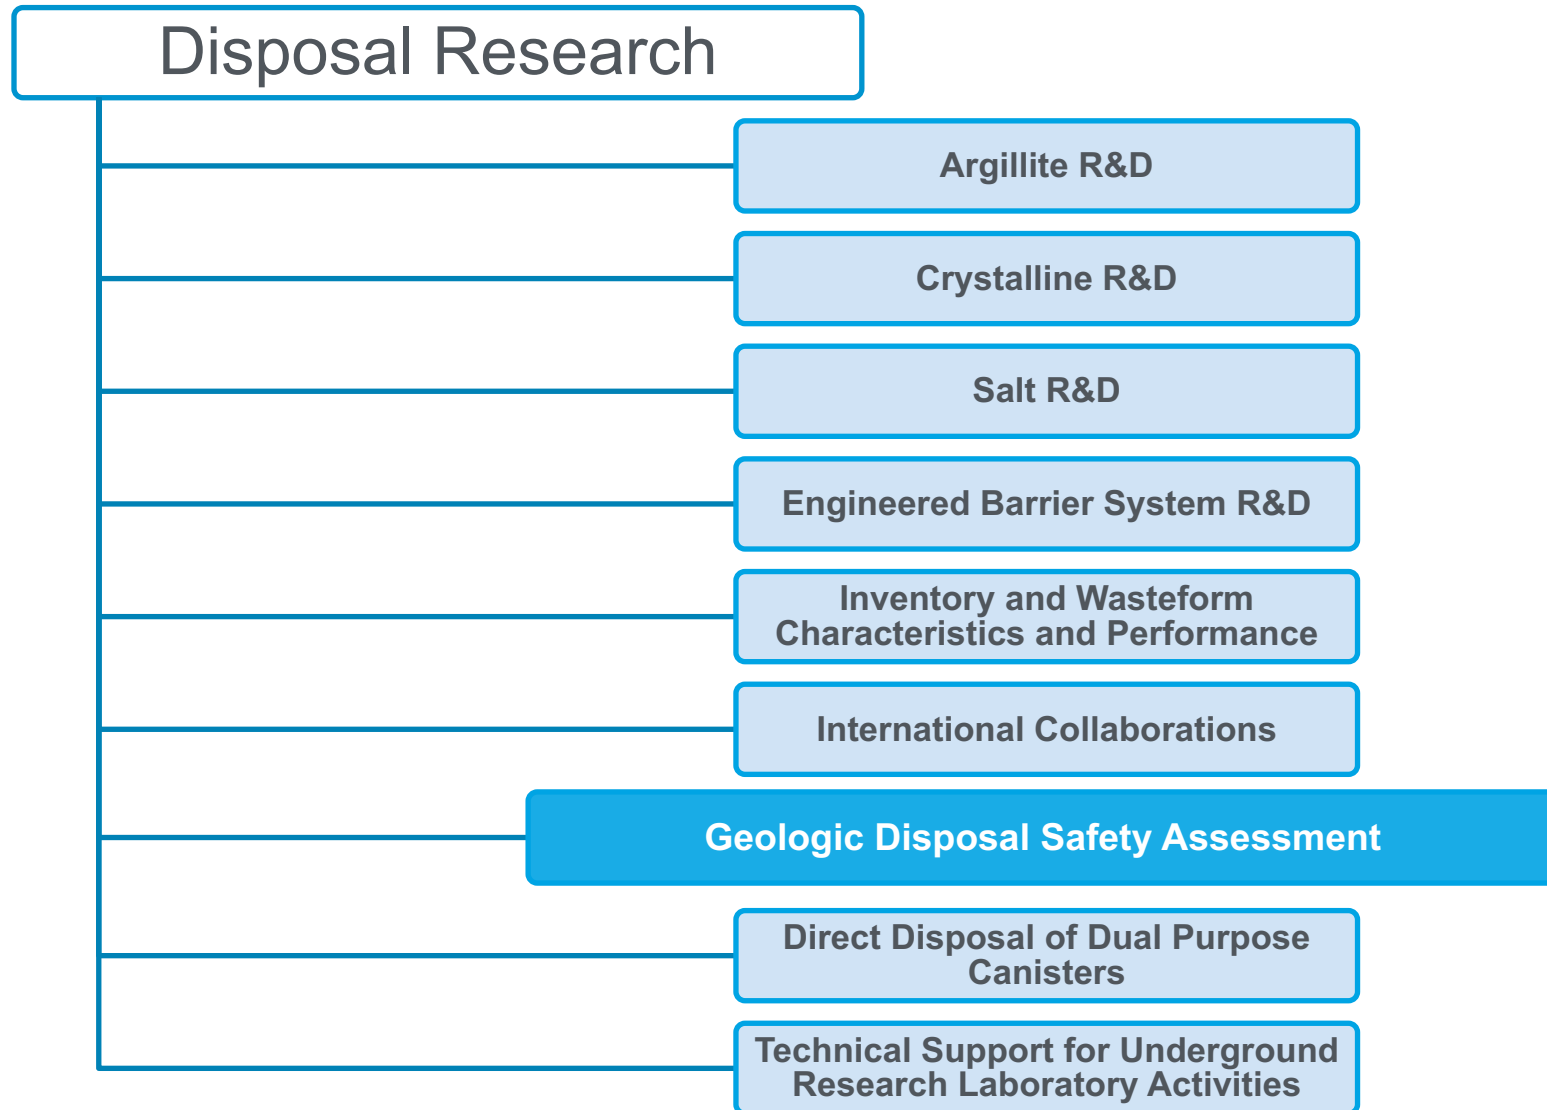 Disposal Research
Argillite R&D
Crystalline R&D
Salt R&D
Engineered Barrier System R&D
Inventory and Wasteform
Characteristics and Performance
International Collaborations
Geologic Disposal Safety Assessment
Direct Disposal of Dual Purpose
Canisters
Technical Support for Underground
Research Laboratory Activities